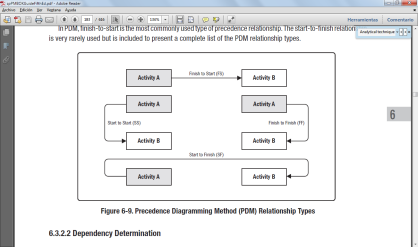 Adobe Reader
Archivo Edición Ver Ventana Ayuda
Herramientas Comentario
Analytical technique
In PDM, finish-to-start is the most commonly used type of precedence relationship. The start-to-finish relation
is very rarely used but is included to present a complete list of the PDM relationship types.
Activity A Finish to Start (FS) Activity B
Activity A Activity A
Start to Start (SS) Finish to Finish (FF)
Activity B Activity B
Start to Finish (SF)
Activity A Activity B
6
Figure 6-9. Precedence Diagramming Method (PDM) Relationship Types
6.3.2.2 Dependency Determination